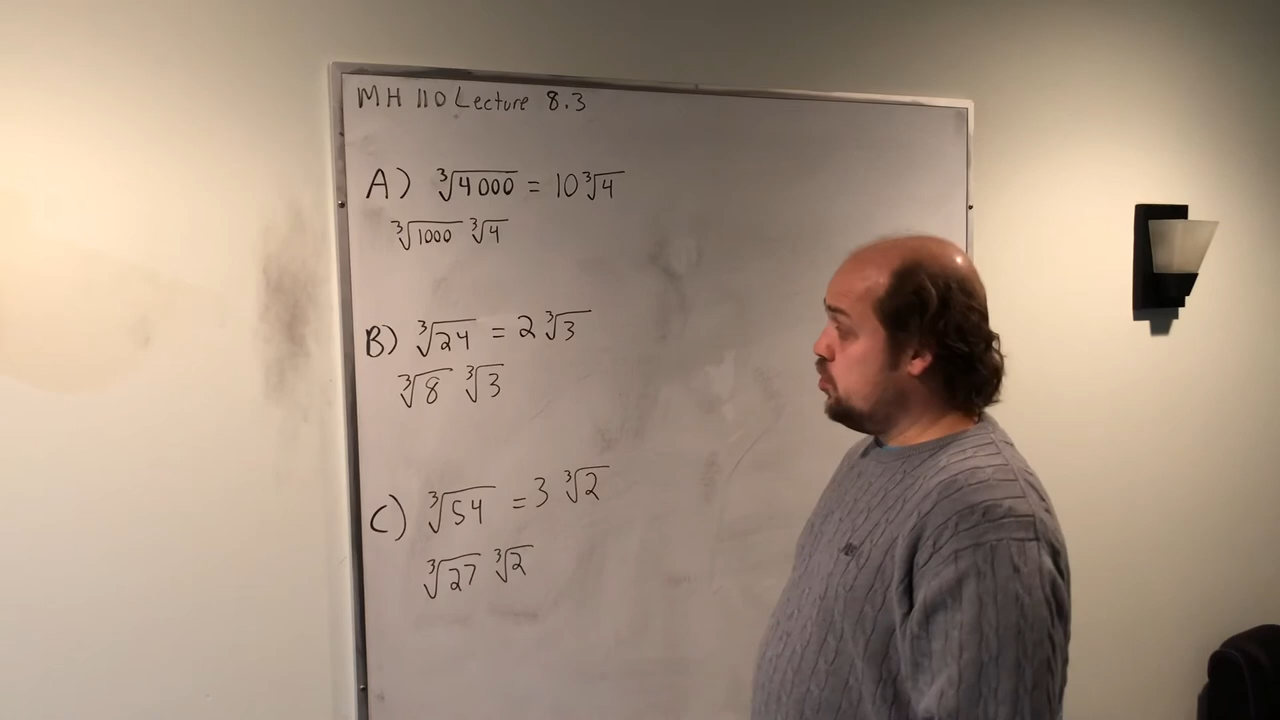 MH 110 Lecture 8.3
A) ∛4000 = 10∛4
∛1000 ∛4
B) ∛24 = 2∛3
∛8 ∛3
C) ∛54 = 3∛2
∛27 ∛2